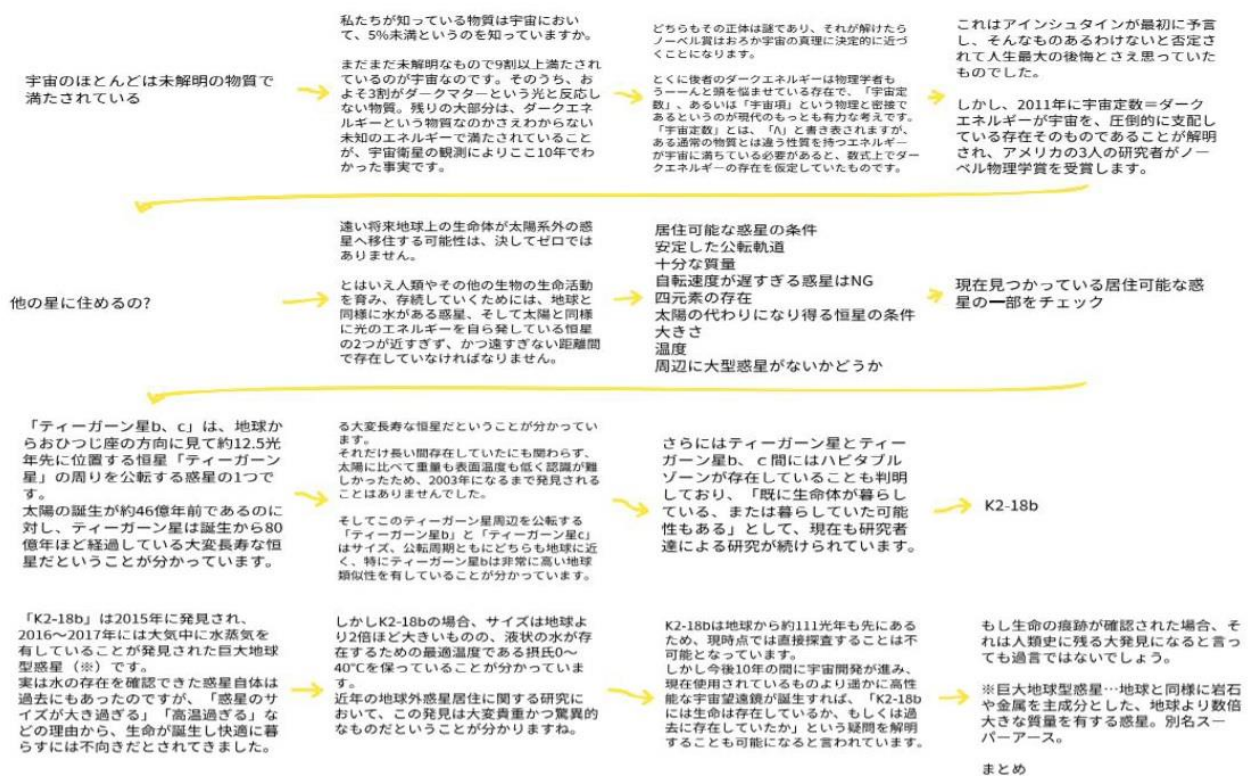 宇宙のほとんどは未解明の物質で
満たされている
私たちが知っている物質は宇宙におい
て、5%未満というのを知っていますか。
まだまだ未解明なもので9割以上満たされ
ているのが宇宙なのです。そのうち、お
よそ3割がダークマターという光と反応し
ない物質。残りの大部分は、ダークエネ
ルギーという物質なのかさえわからない
未知のエネルギーで満たされていること
が、宇宙衛星の観測によりここ10年でわ
かった事実です。
どちらもその正体は謎であり、それが解けたら
ノーベル賞はおろか宇宙の真理に決定的に近づ
くことになります。
とくに後者のダークエネルギーは物理学者も
うーーんと頭を悩ませている存在で、「宇宙定
数」、あるいは「宇宙項」という物理と密接で
あるというのが現代のもっとも有力な考えです。
「宇宙定数」とは、「Λ」と書き表されますが、
ある通常の物質とは違う性質を持つエネルギー
が宇宙に満ちている必要があると、数式上でダー
クエネルギーの存在を仮定していたものです。
これはアインシュタインが最初に予言
し、そんなものあるわけないと否定さ
れて人生最大の後悔とさえ思っていた
ものでした。
しかし、2011年に宇宙定数＝ダーク
エネルギーが宇宙を、圧倒的に支配し
ている存在そのものであることが解明
され、アメリカの3人の研究者がノー
ベル物理学賞を受賞します。
他の星に住めるの?
遠い将来地球上の生命体が太陽系外の惑
星へ移住する可能性は、決してゼロでは
ありません。
とはいえ人類やその他の生物の生命活動
を育み、存続していくためには、地球と
同様に水がある惑星、そして太陽と同様
に光のエネルギーを自ら発している恒星
の2つが近すぎず、かつ遠すぎない距離間
で存在していなければなりません。
居住可能な惑星の条件
安定した公転軌道
十分な質量
自転速度が遅すぎる惑星はNG
四元素の存在
太陽の代わりになり得る恒星の条件
大きさ
温度
周辺に大型惑星がないかどうか
現在見つかっている居住可能な惑
星の一部をチェック
「ティーガーン星b、c」は、地球か
らおひつじ座の方向に見て約12.5光
年先に位置する恒星「ティーガーン
星」の周りを公転する惑星の1つで
す。
太陽の誕生が約46億年前であるのに
対し、ティーガーン星は誕生から80
億年ほど経過している大変長寿な恒
星だということが分かっています。
る大変長寿な恒星だということが分かってい
ます。
それだけ長い間存在していたにも関わらず、
太陽に比べて重量も表面温度も低く認識が難
しかったため、2003年になるまで発見される
ことはありませんでした。
そしてこのティーガーン星周辺を公転する
「ティーガーン星b」と「ティーガーン星c」
はサイズ、公転周期ともにどちらも地球に近
く、特にティーガーン星bは非常に高い地球
類似性を有していることが分かっています。
さらにはティーガーン星とティー
ガーン星b、ｃ間にはハビタブル
ゾーンが存在していることも判明
しており、「既に生命体が暮らし
ている、または暮らしていた可能
性もある」として、現在も研究者
達による研究が続けられています。
K2-18b
「K2-18b」は2015年に発見され、
2016〜2017年には大気中に水蒸気を
有していることが発見された巨大地球
型惑星（※）です。
実は水の存在を確認できた惑星自体は
過去にもあったのですが、「惑星のサ
イズが大き過ぎる」「高温過ぎる」な
どの理由から、生命が誕生し快適に暮
らすには不向きだとされてきました。
しかしK2-18bの場合、サイズは地球よ
り2倍ほど大きいものの、液状の水が存
在するための最適温度である摂氏0〜
40℃を保っていることが分かっていま
す。
近年の地球外惑星居住に関する研究に
おいて、この発見は大変貴重かつ驚異的
なものだということが分かりますね。
K2-18bは地球から約111光年も先にある
ため、現時点では直接探査することは不
可能となっています。
しかし今後10年の間に宇宙開発が進み、
現在使用されているものより遥かに高性
能な宇宙望遠鏡が誕生すれば、「K2-18b
には生命は存在しているか、もしくは過
去に存在していたか」という疑問を解明
することも可能になると言われています。
もし生命の痕跡が確認された場合、そ
れは人類史に残る大発見になると言っ
ても過言ではないでしょう。
※巨大地球型惑星…地球と同様に岩石
や金属を主成分とした、地球より数倍
大きな質量を有する惑星。別名スー
パーアース。
まとめ